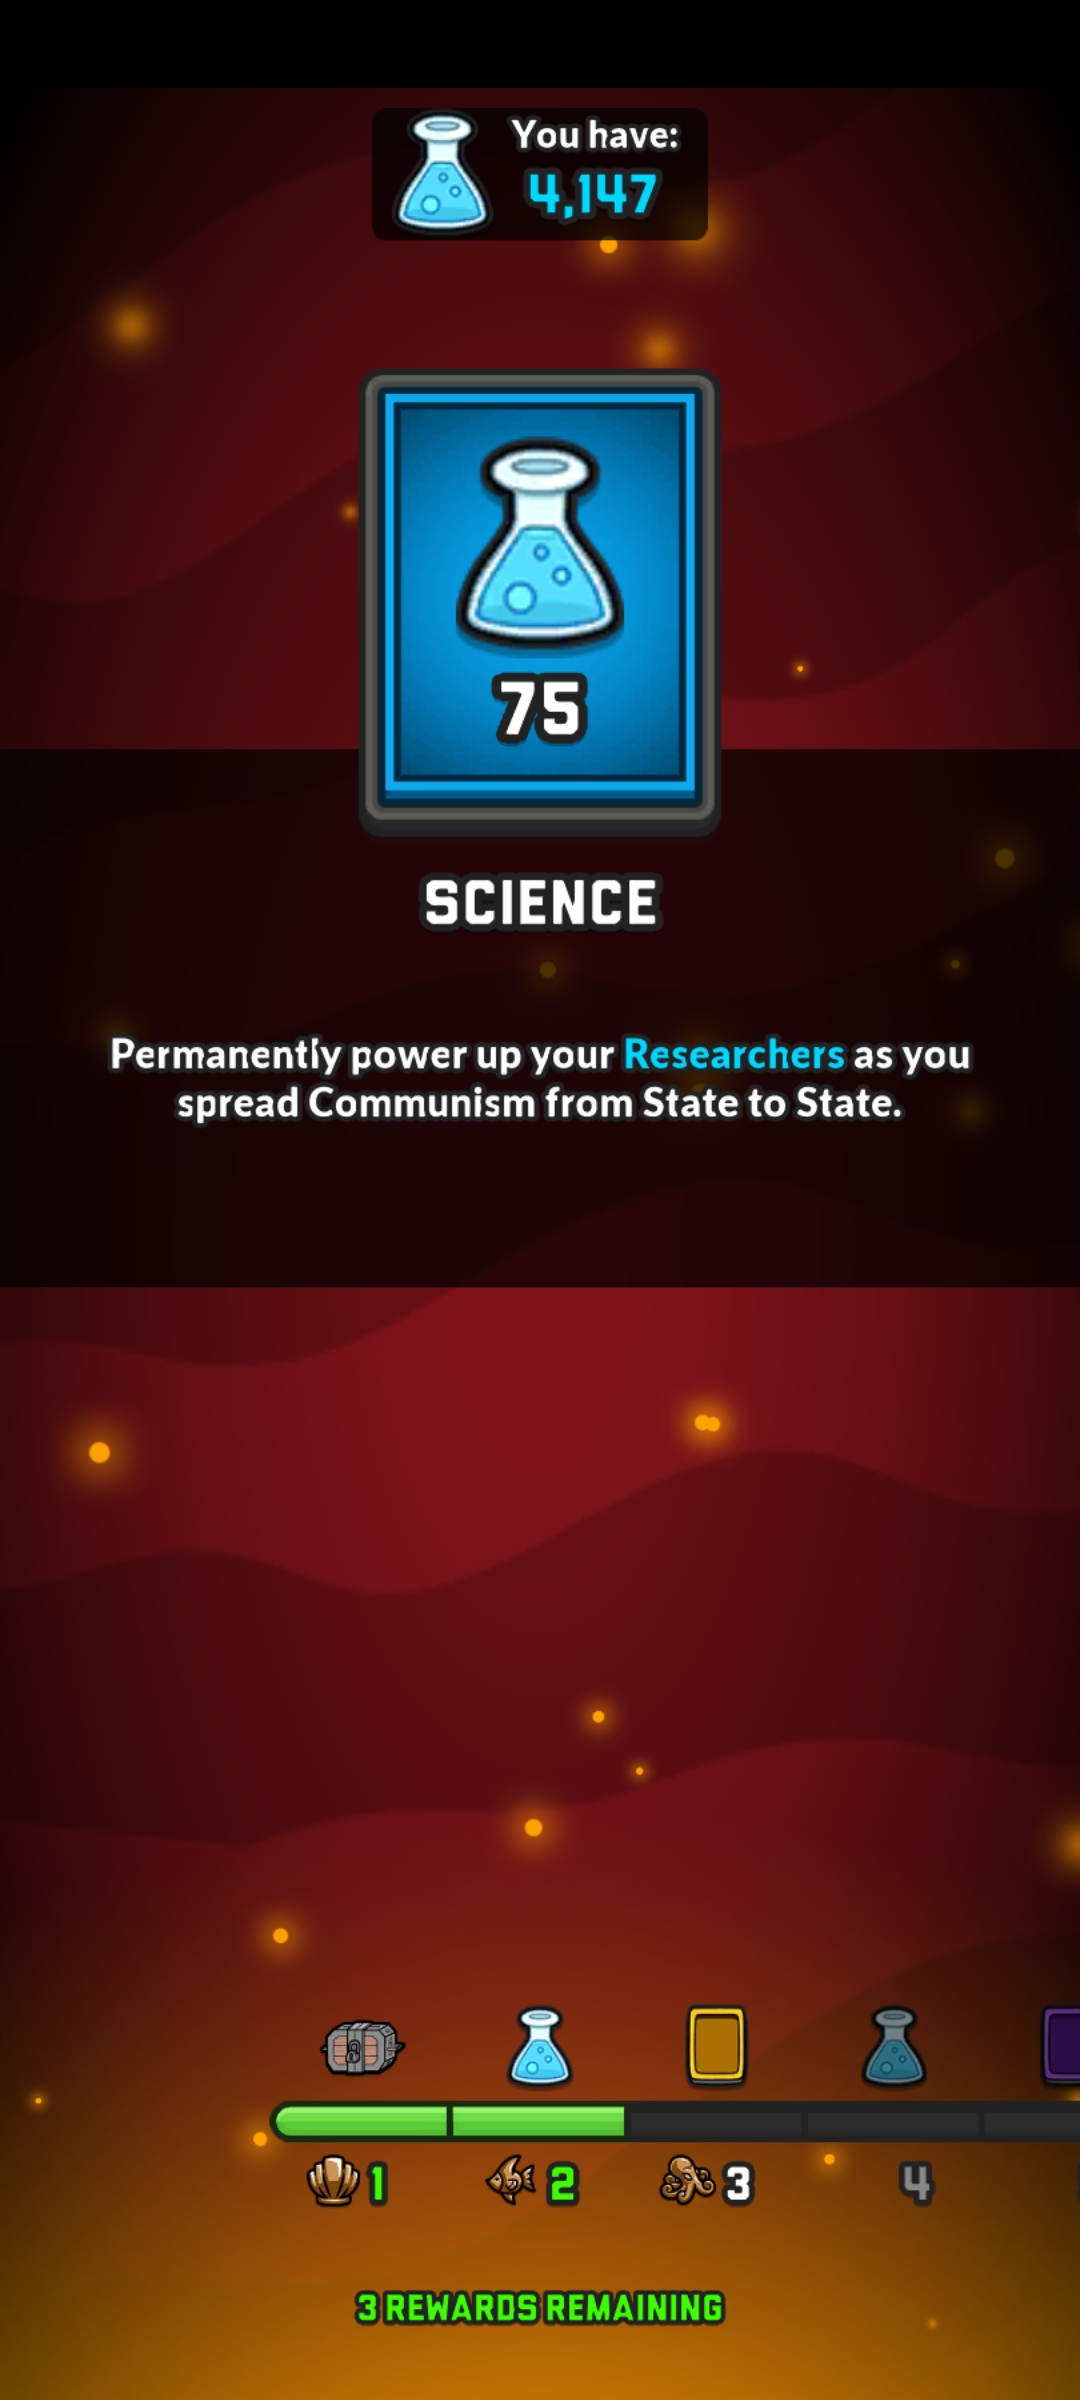 You have:
4,147
75
SCIENCE
Permanently power up your Researchers as you
spread Communism from State to State.
1 2 3 4
3 REWARDS REMAINING